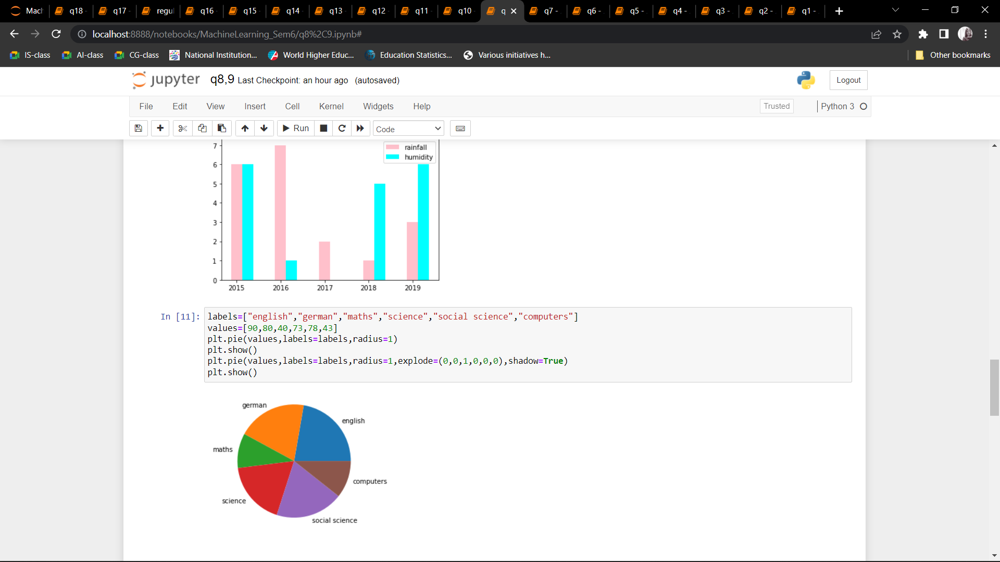 Mach q18 - q17 - regul q16 - q15 - q14 - q13 - q12 - q11 - q10 - q q7 - q6 - q5 - q4 - q3 - q2 - q1 -
localhost:8888/notebooks/MachineLearning_Sem6/q8%2C9.ipynb#
IS-class AI-class CG-class National Institution... World Higher Educ... Education Statistics... Various initiatives h... Other bookmarks
jupyter q8,9 Last Checkpoint: an hour ago (autosaved) Logout
File Edit View Insert Cell Kernel Widgets Help Trusted Python 3
Run Code
7
rainfall
humidity
6
5
4
3
2
1
0
2015 2016 2017 2018 2019
In [11]: labels=["english","german","maths","science","social science","computers"]
values=[90,80,40,73,78,43]
plt.pie(values,labels=labels,radius=1)
plt.show()
plt.pie(values,labels=labels,radius=1,explode=(0,0,1,0,0,0),shadow=True)
plt.show()
german
english
maths
computers
science
social science